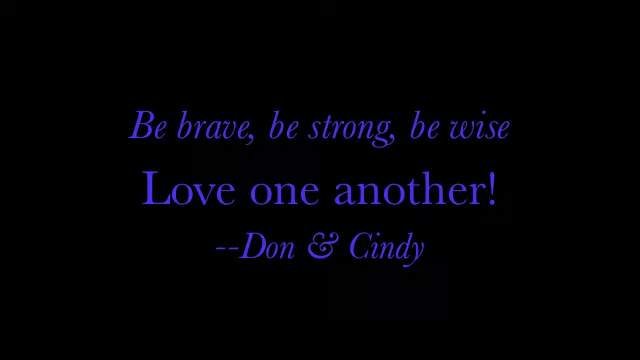 Be brave, be strong, be wise
Love one another!
--Don & Cindy